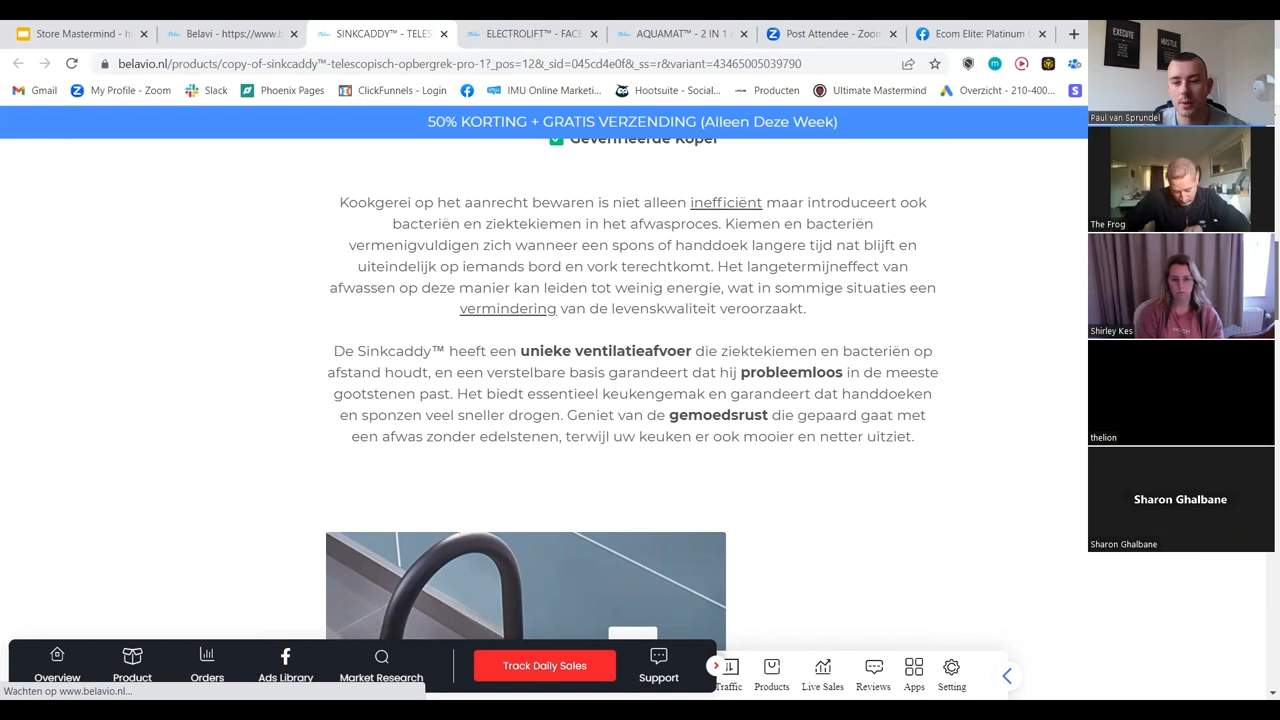 Store Mastermind - h
Belavi - https://www.b
SINKCADDY™ - TELES
ELECTROLIFT™ - FACE
AQUAMAT™ - 2 IN 1 A
Post Attendee - Zoom
Ecom Elite: Platinum C
belavio.nl/products/copy-of-sinkcaddy™-telescopisch-opbergrek-pro?_pos=12&_sid=045cd4e0f&_ss=r&variant=43465005039790
Gmail
My Profile - Zoom
Slack
Phoenix Pages
ClickFunnels - Login
IMU Online Marketi...
Hootsuite - Social...
Producten
Ultimate Mastermind
Overzicht - 210-400...
50% KORTING + GRATIS VERZENDING (Alleen Deze Week)
Geverifieerde Koper
Kookgerei op het aanrecht bewaren is niet alleen inefficiënt maar introduceert ook
bacteriën en ziektekiemen in het afwasproces. Kiemen en bacteriën
vermenigvuldigen zich wanneer een spons of handdoek langere tijd nat blijft en
uiteindelijk op iemands bord en vork terechtkomt. Het langetermijneffect van
afwassen op deze manier kan leiden tot weinig energie, wat in sommige situaties een
vermindering van de levenskwaliteit veroorzaakt.
De Sinkcaddy™ heeft een unieke ventilatieafvoer die ziektekiemen en bacteriën op
afstand houdt, en een verstelbare basis garandeert dat hij probleemloos in de meeste
gootstenen past. Het biedt essentieel keukengemak en garandeert dat handdoeken
en sponzen veel sneller drogen. Geniet van de gemoedsrust die gepaard gaat met
een afwas zonder edelstenen, terwijl uw keuken er ook mooier en netter uitziet.
Overview
Product
Orders
Ads Library
Market Research
Track Daily Sales
Support
Traffic
Products
Live Sales
Reviews
Apps
Setting
Wachten op www.belavio.nl...
EXECUTE
HUSTLE
Paul van Sprundel
The Frog
Shirley Kes
thelion
Sharon Ghalbane
Sharon Ghalbane